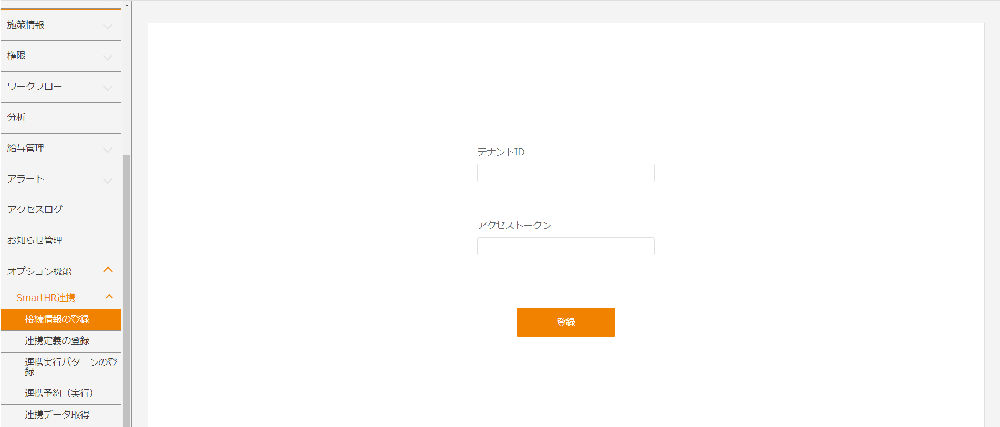 施策情報
権限
ワークフロー
分析
給与管理
アラート
アクセスログ
お知らせ管理
オプション機能
SmartHR連携
接続情報の登録
連携定義の登録
連携実行パターンの登
録
連携予約（実行）
連携データ取得
テナントID
アクセストークン
登録